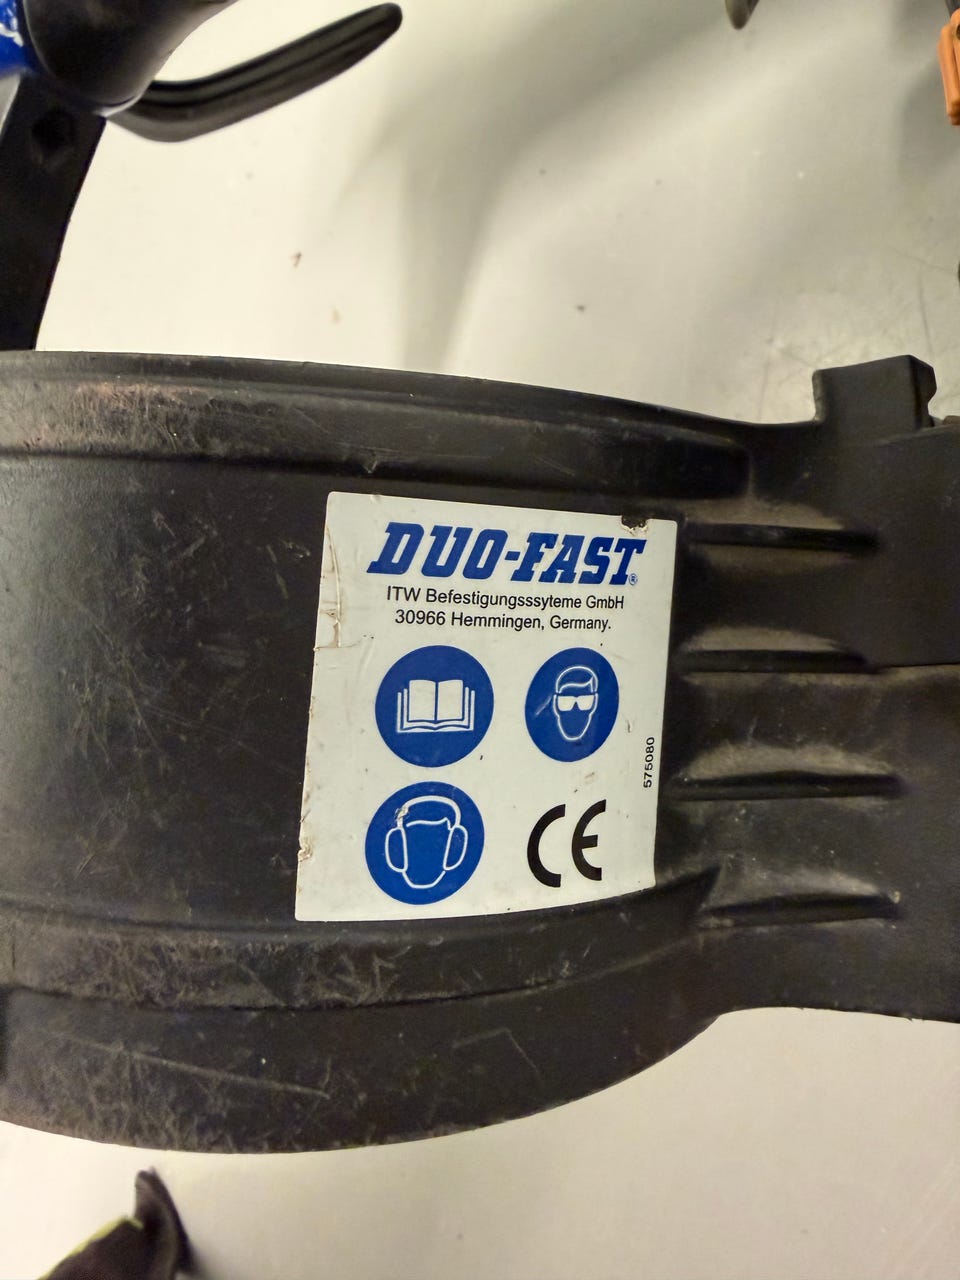 DUO-FAST®
ITW Befestigungsssyteme GmbH
30966 Hemmingen, Germany.
575080
CE